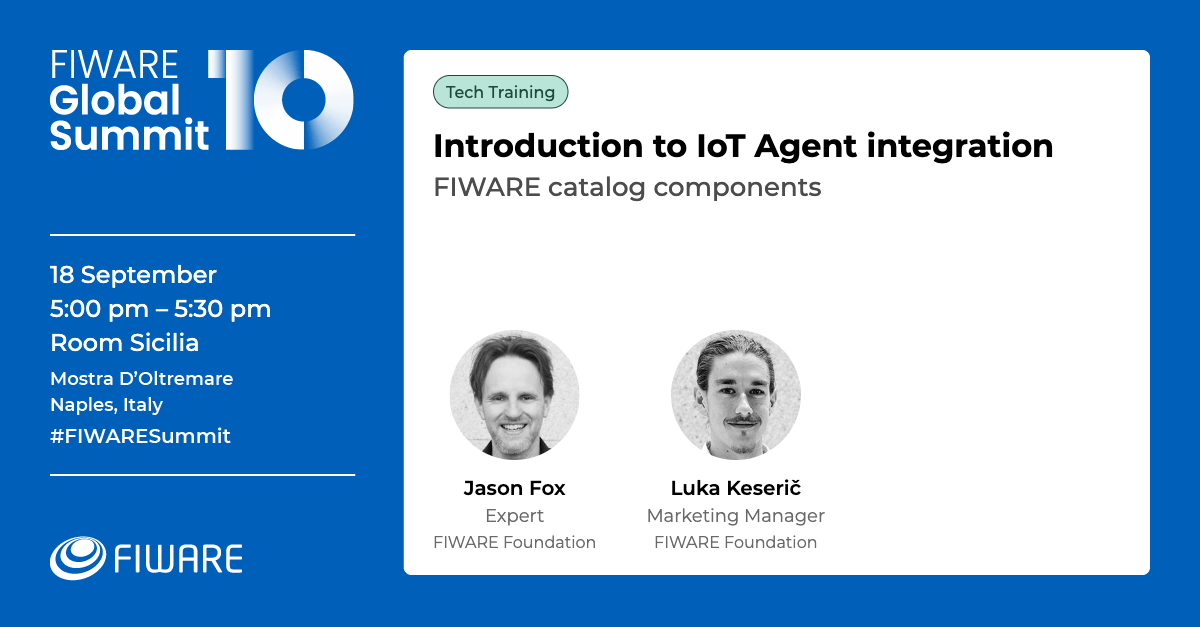 FIWARE
Global
Summit
10
18 September
5:00 pm – 5:30 pm
Room Sicilia
Mostra D’Oltremare
Naples, Italy
#FIWARESummit
FIWARE
Tech Training
Introduction to IoT Agent integration
FIWARE catalog components
Jason Fox
Expert
FIWARE Foundation
Luka Keserič
Marketing Manager
FIWARE Foundation